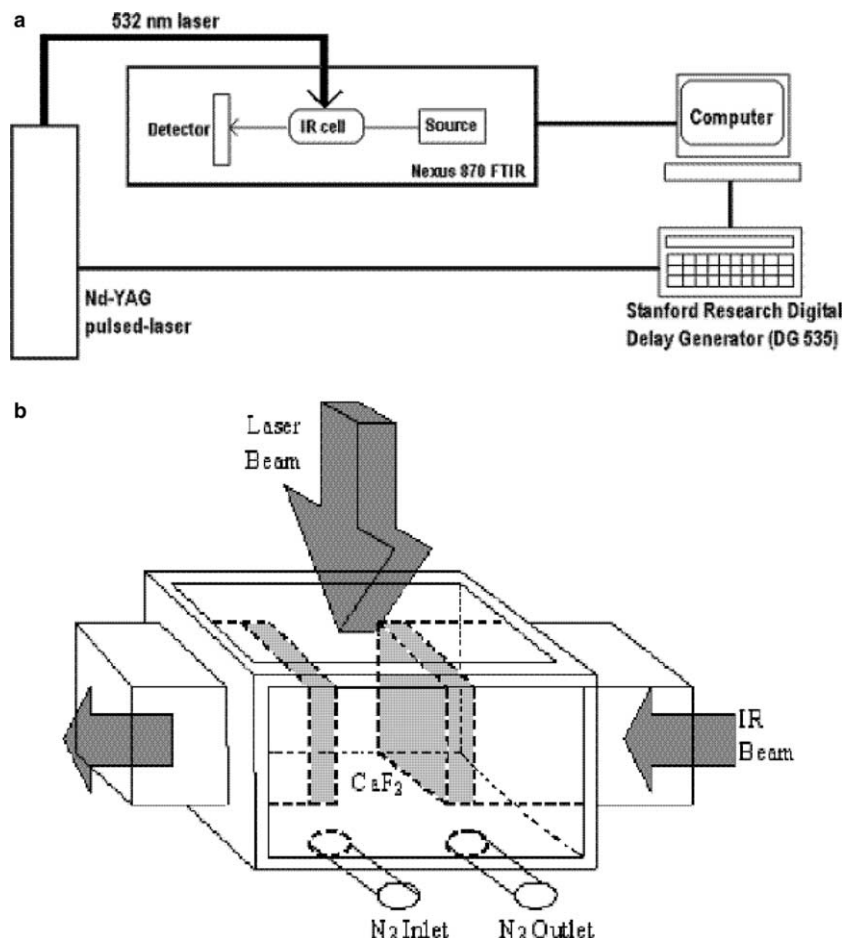 a
532 nm laser
Detector
IR cell
Source
Computer
Nexus 870 FTIR
Nd-YAG
pulsed-laser
Stanford Research Digital
Delay Generator (DG 535)
b
Laser
Beam
IR
Beam
CaF2
N2 Inlet
N2 Outlet